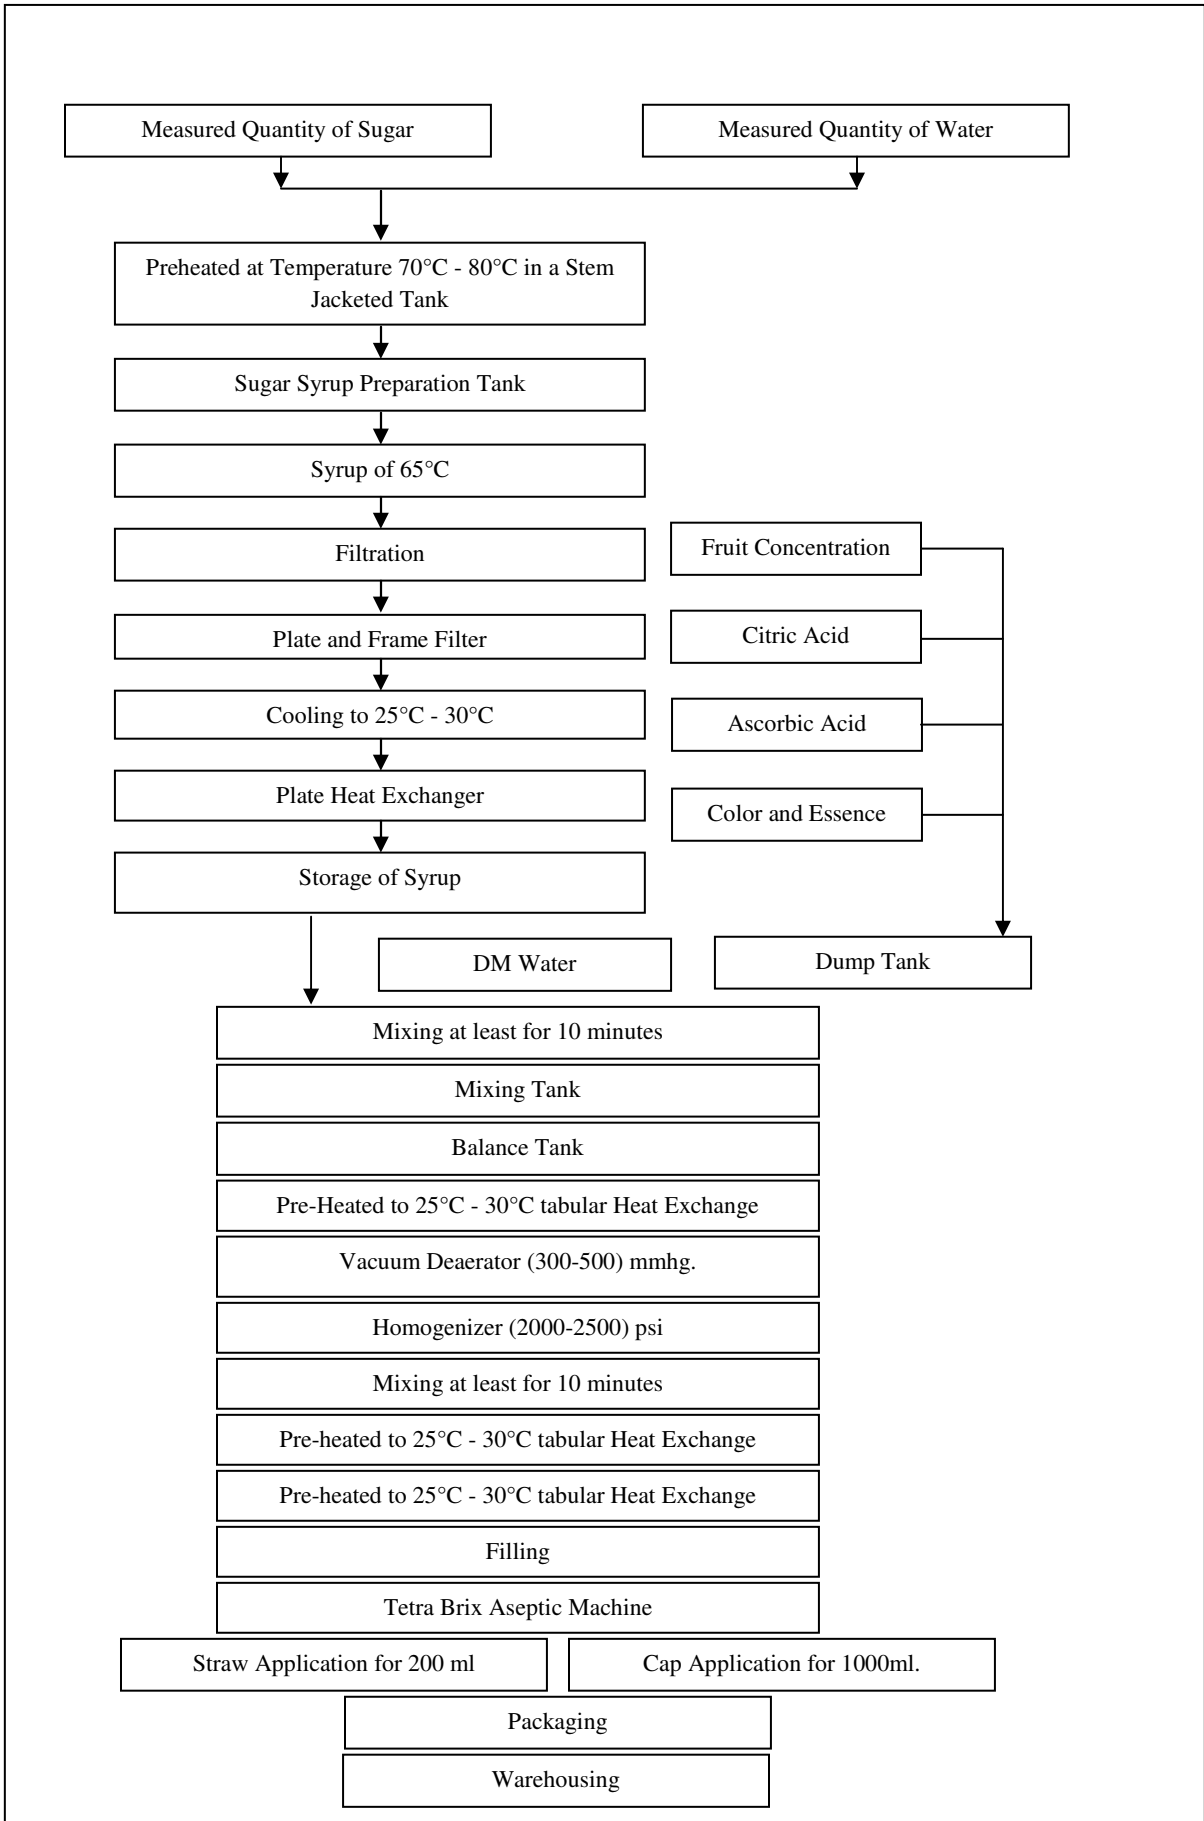 Measured Quantity of Sugar
Measured Quantity of Water
Preheated at Temperature 70°C - 80°C in a Stem
Jacketed Tank
Sugar Syrup Preparation Tank
Syrup of 65°C
Filtration
Plate and Frame Filter
Cooling to 25°C - 30°C
Plate Heat Exchanger
Storage of Syrup
Fruit Concentration
Citric Acid
Ascorbic Acid
Color and Essence
DM Water
Dump Tank
Mixing at least for 10 minutes
Mixing Tank
Balance Tank
Pre-Heated to 25°C - 30°C tabular Heat Exchange
Vacuum Deaerator (300-500) mmhg.
Homogenizer (2000-2500) psi
Mixing at least for 10 minutes
Pre-heated to 25°C - 30°C tabular Heat Exchange
Pre-heated to 25°C - 30°C tabular Heat Exchange
Filling
Tetra Brix Aseptic Machine
Straw Application for 200 ml
Cap Application for 1000ml.
Packaging
Warehousing